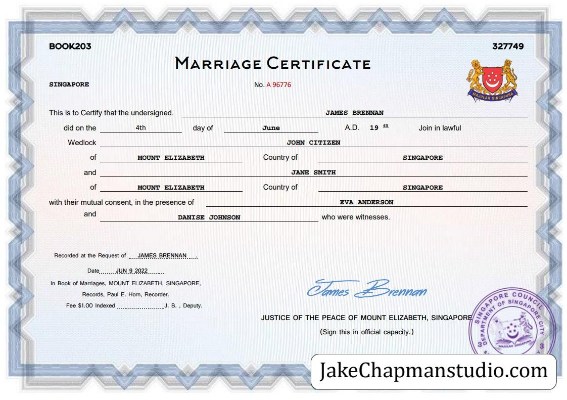 BOOK203
327749
MARRIAGE CERTIFICATE
SINGAPORE
No. A 96776
This is to Certify that the undersigned. JAMES BRENNAN
did on the 4th day of June A.D. 19 Join in lawful
Wedlock JOHN CITIZEN
of MOUNT ELIZABETH Country of SINGAPORE
and JANE SMITH
of MOUNT ELIZABETH Country of SINGAPORE
with their mutual consent, in the presence of EVA ANDERSON
and DANISE JOHNSON who were witnesses.
Recorded at the Request of JAMES BRENNAN
Date JUN 9 2022
In Book of Marriages, MOUNT ELIZABETH, SINGAPORE,
Records, Paul E. Horn, Recorder.
Fee $1.00 Indexed J. B. . Deputy.
James Brennan
JUSTICE OF THE PEACE OF MOUNT ELIZABETH, SINGAPORE
(Sign this in official capacity.)
SINGAPORE COUNCIL
DEPARTMENT OF SINGAPORE CITY
JakeChapmanstudio.com